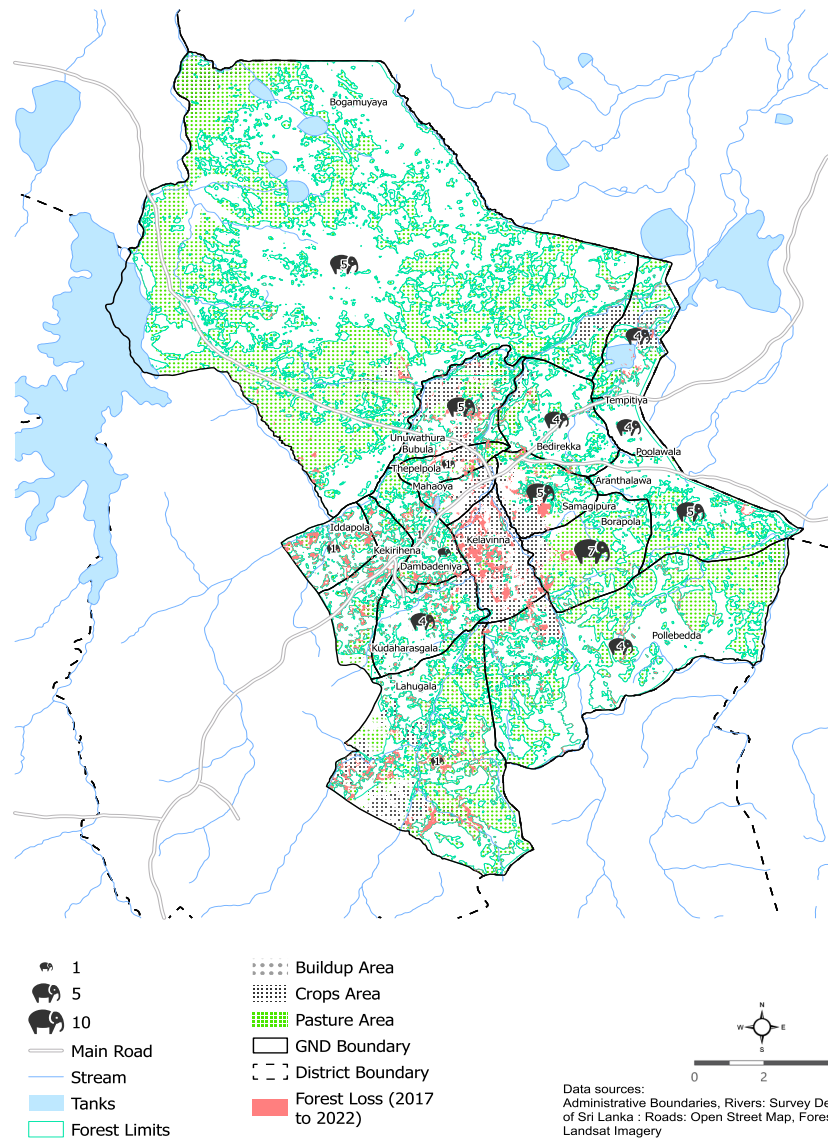 Bogamuyaya
5
4
Tempitiya
5
4
4
Unuwathura
Bubula
Bedirekka
Poolawala
Thepelpola
1
Aranthalawa
Mahaoya
5
Samagipura
5
Iddapola
Borapola
1
Kekirihena
Kelavinna
7
Dambadeniya
4
Pollebedda
4
Kudaharasgala
Lahugala
1
1
5
10
Main Road
Stream
Tanks
Forest Limits
Buildup Area
Crops Area
Pasture Area
GND Boundary
District Boundary
Forest Loss (2017
to 2022)
N
W E
S
0 2
Data sources:
Administrative Boundaries, Rivers: Survey De
of Sri Lanka : Roads: Open Street Map, Fores
Landsat Imagery